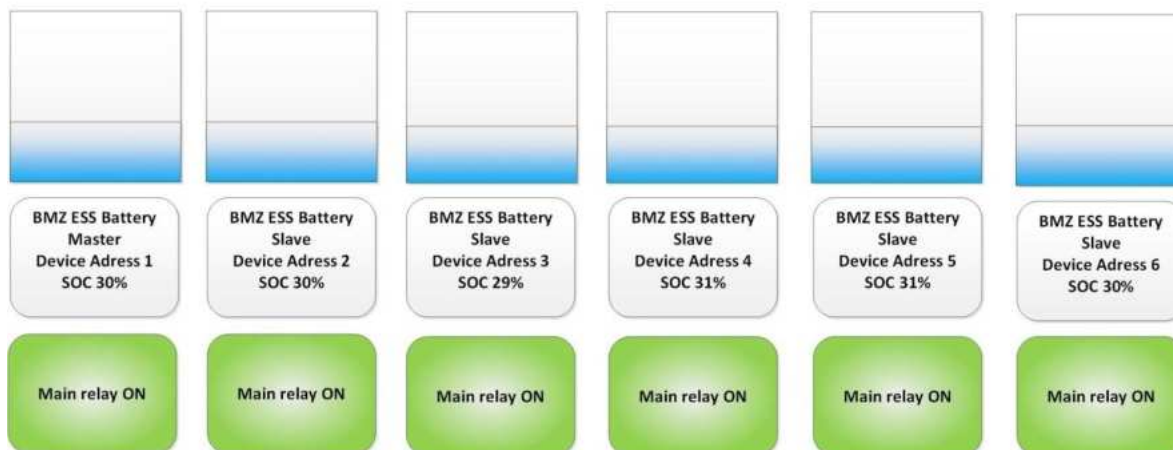 BMZ ESS Battery
Master
Device Adress 1
SOC 30%
BMZ ESS Battery
Slave
Device Adress 2
SOC 30%
BMZ ESS Battery
Slave
Device Adress 3
SOC 29%
BMZ ESS Battery
Slave
Device Adress 4
SOC 31%
BMZ ESS Battery
Slave
Device Adress 5
SOC 31%
BMZ ESS Battery
Slave
Device Adress 6
SOC 30%
Main relay ON
Main relay ON
Main relay ON
Main relay ON
Main relay ON
Main relay ON